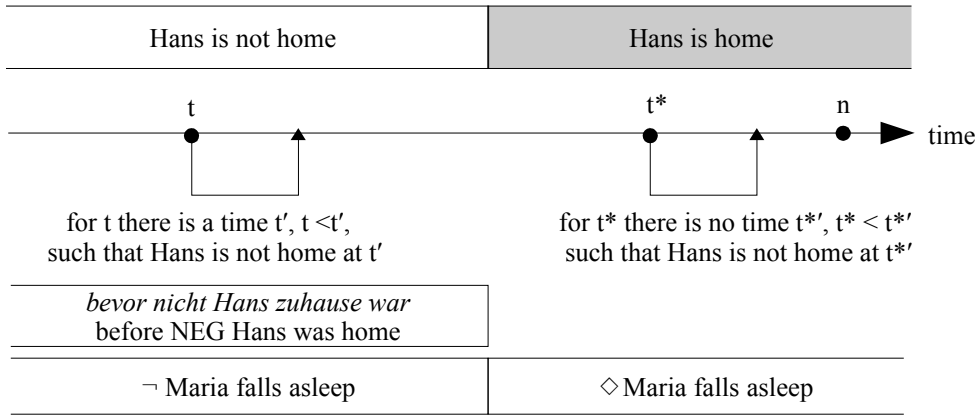 Hans is not home
Hans is home
t
t*
n
time
for t there is a time t′, t <t′,
such that Hans is not home at t′
for t* there is no time t*′, t* < t*′
such that Hans is not home at t*′
bevor nicht Hans zuhause war
before NEG Hans was home
¬ Maria falls asleep
◇ Maria falls asleep